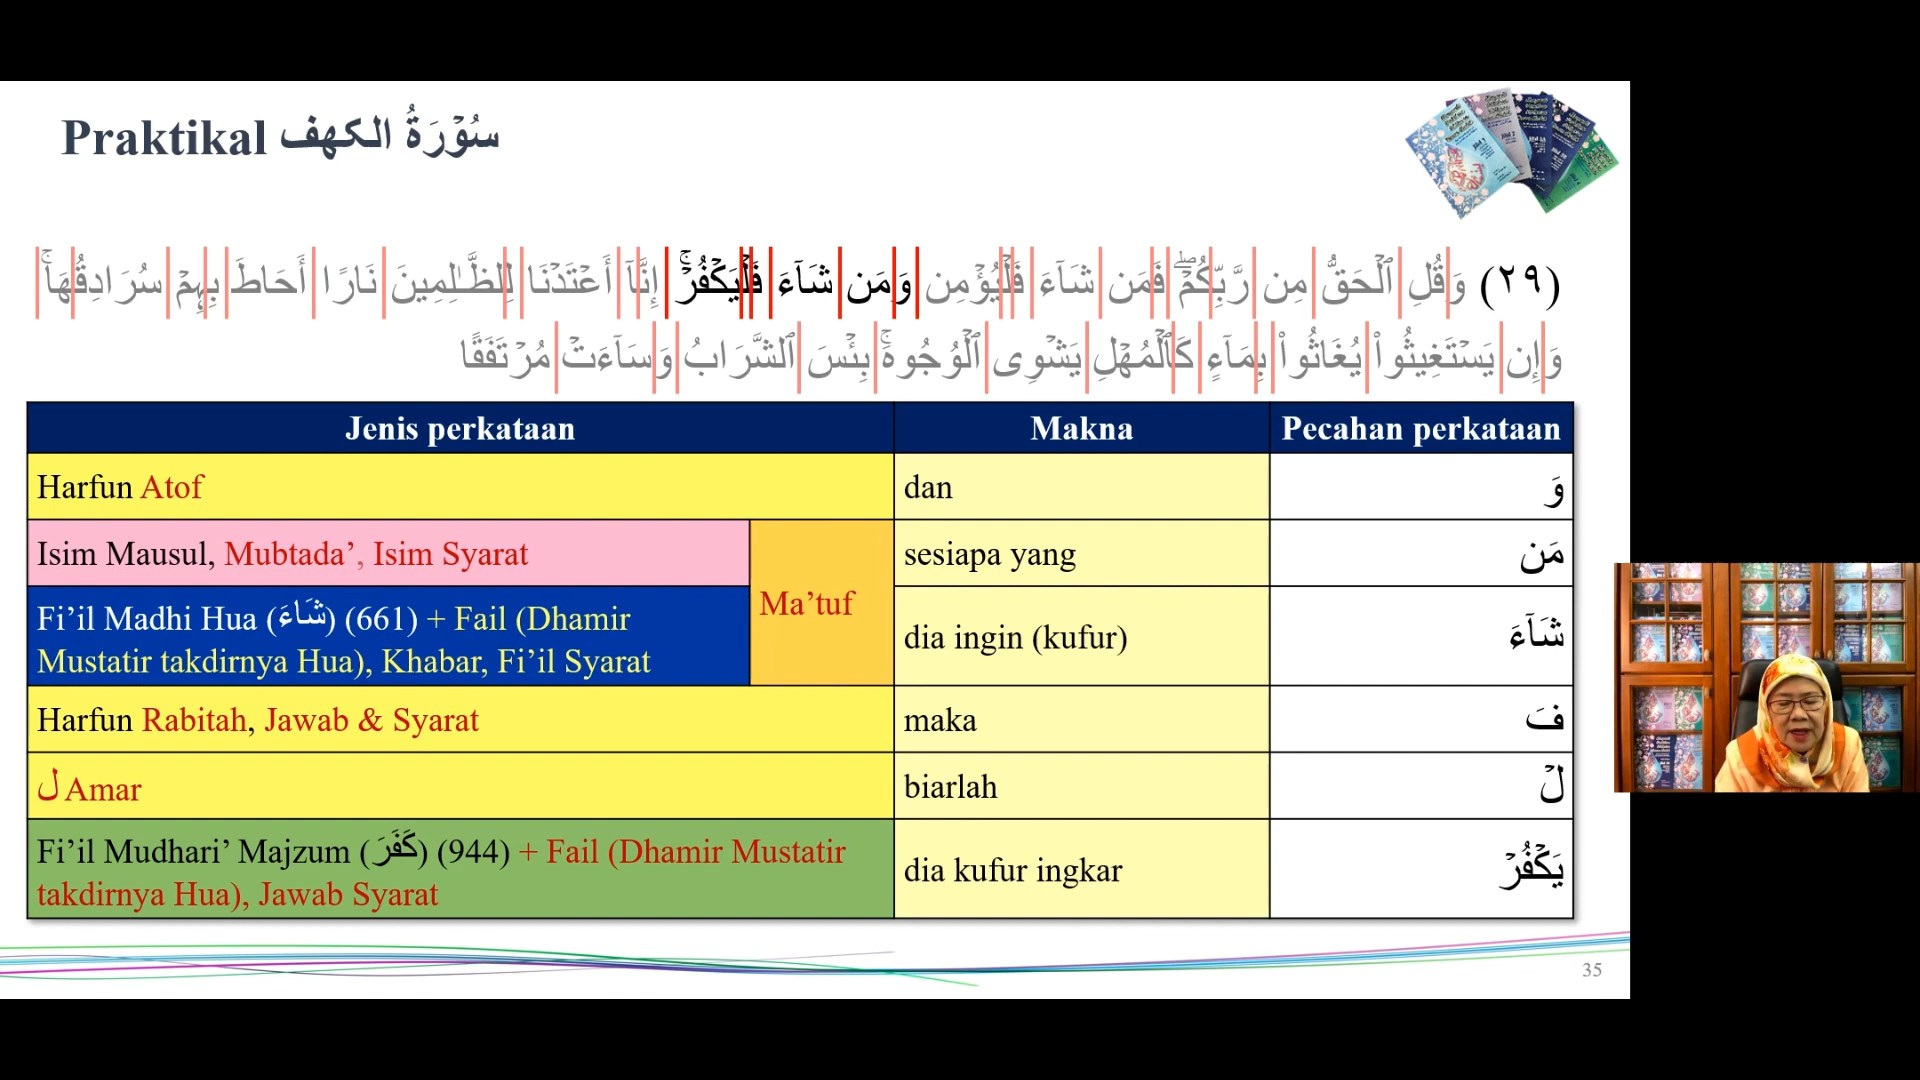 Praktikal سُوْرَةُ الكهف
(٢٩) وَقُلِ ٱلْحَقُّ مِن رَّبِّكُمْ ۖ فَمَن شَآءَ فَلْيُؤْمِن وَمَن شَآءَ فَلْيَكْفُرْ ۚ إِنَّآ أَعْتَدْنَا لِلظَّـٰلِمِينَ نَارًا أَحَاطَ بِهِمْ سُرَادِقُهَا ۚ
وَإِن يَسْتَغِيثُوا۟ يُغَاثُوا۟ بِمَآءٍ كَٱلْمُهْلِ يَشْوِى ٱلْوُجُوهَ ۚ بِئْسَ ٱلشَّرَابُ وَسَآءَتْ مُرْتَفَقًا
Jenis perkataan Makna Pecahan perkataan
Harfun Atof dan وَ
Isim Mausul, Mubtada’, Isim Syarat sesiapa yang مَن
Ma’tuf
Fi’il Madhi Hua (شَاءَ) (661) + Fail (Dhamir
Mustatir takdirnya Hua), Khabar, Fi’il Syarat dia ingin (kufur) شَآءَ
Harfun Rabitah, Jawab & Syarat maka فَ
ل Amar biarlah لْ
Fi’il Mudhari’ Majzum (كَفَرَ) (944) + Fail (Dhamir Mustatir
takdirnya Hua), Jawab Syarat dia kufur ingkar يَكْفُرْ
35